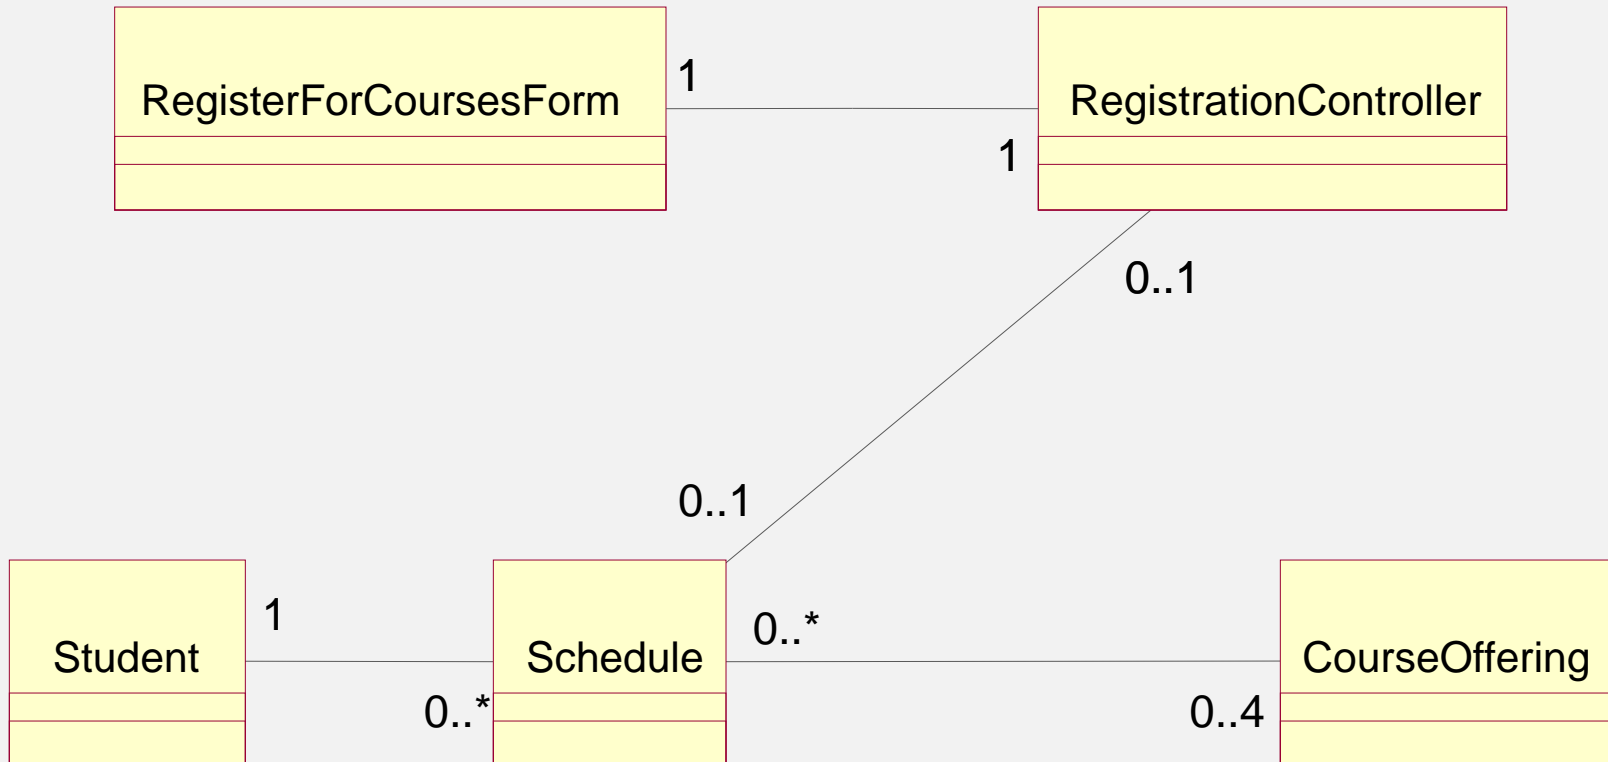 1
RegisterForCoursesForm
RegistrationController
1
0..1
0..1
1
0..*
Student
Schedule
CourseOffering
0..*
0..4